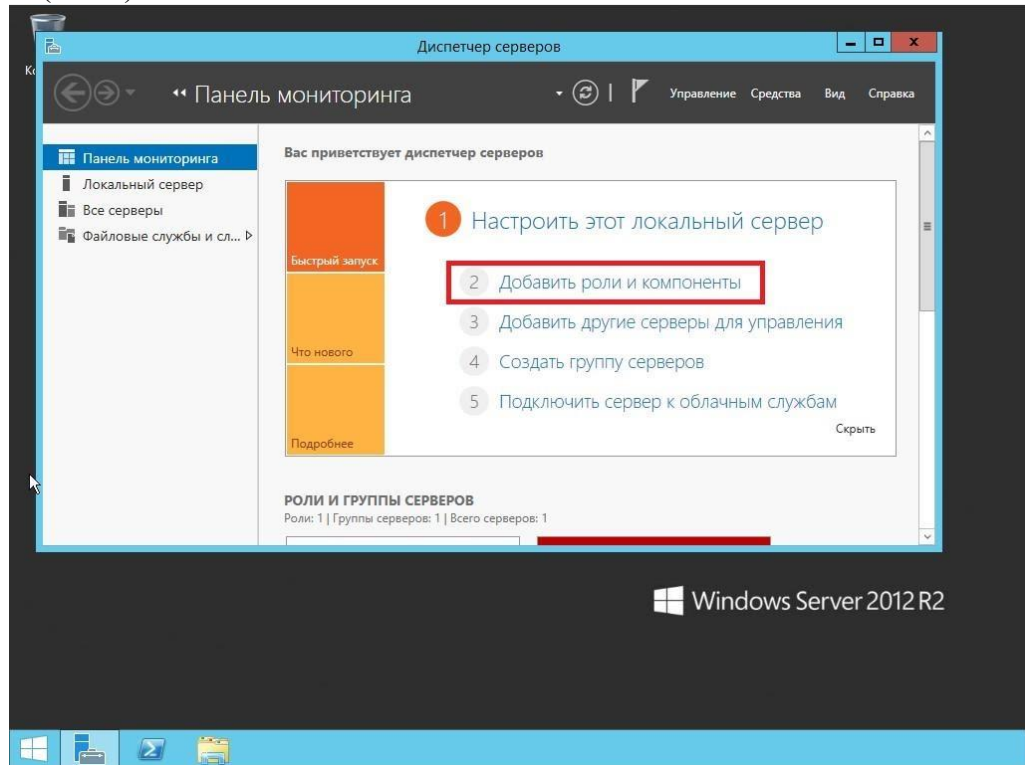 Диспетчер серверов
Панель мониторинга
Управление Средства Вид Справка
Панель мониторинга
Локальный сервер
Все серверы
Файловые службы и сл...
Вас приветствует диспетчер серверов
Быстрый запуск
Что нового
Подробнее
1 Настроить этот локальный сервер
2 Добавить роли и компоненты
3 Добавить другие серверы для управления
4 Создать группу серверов
5 Подключить сервер к облачным службам
Скрыть
РОЛИ И ГРУППЫ СЕРВЕРОВ
Роли: 1 | Группы серверов: 1 | Всего серверов: 1
Windows Server 2012 R2